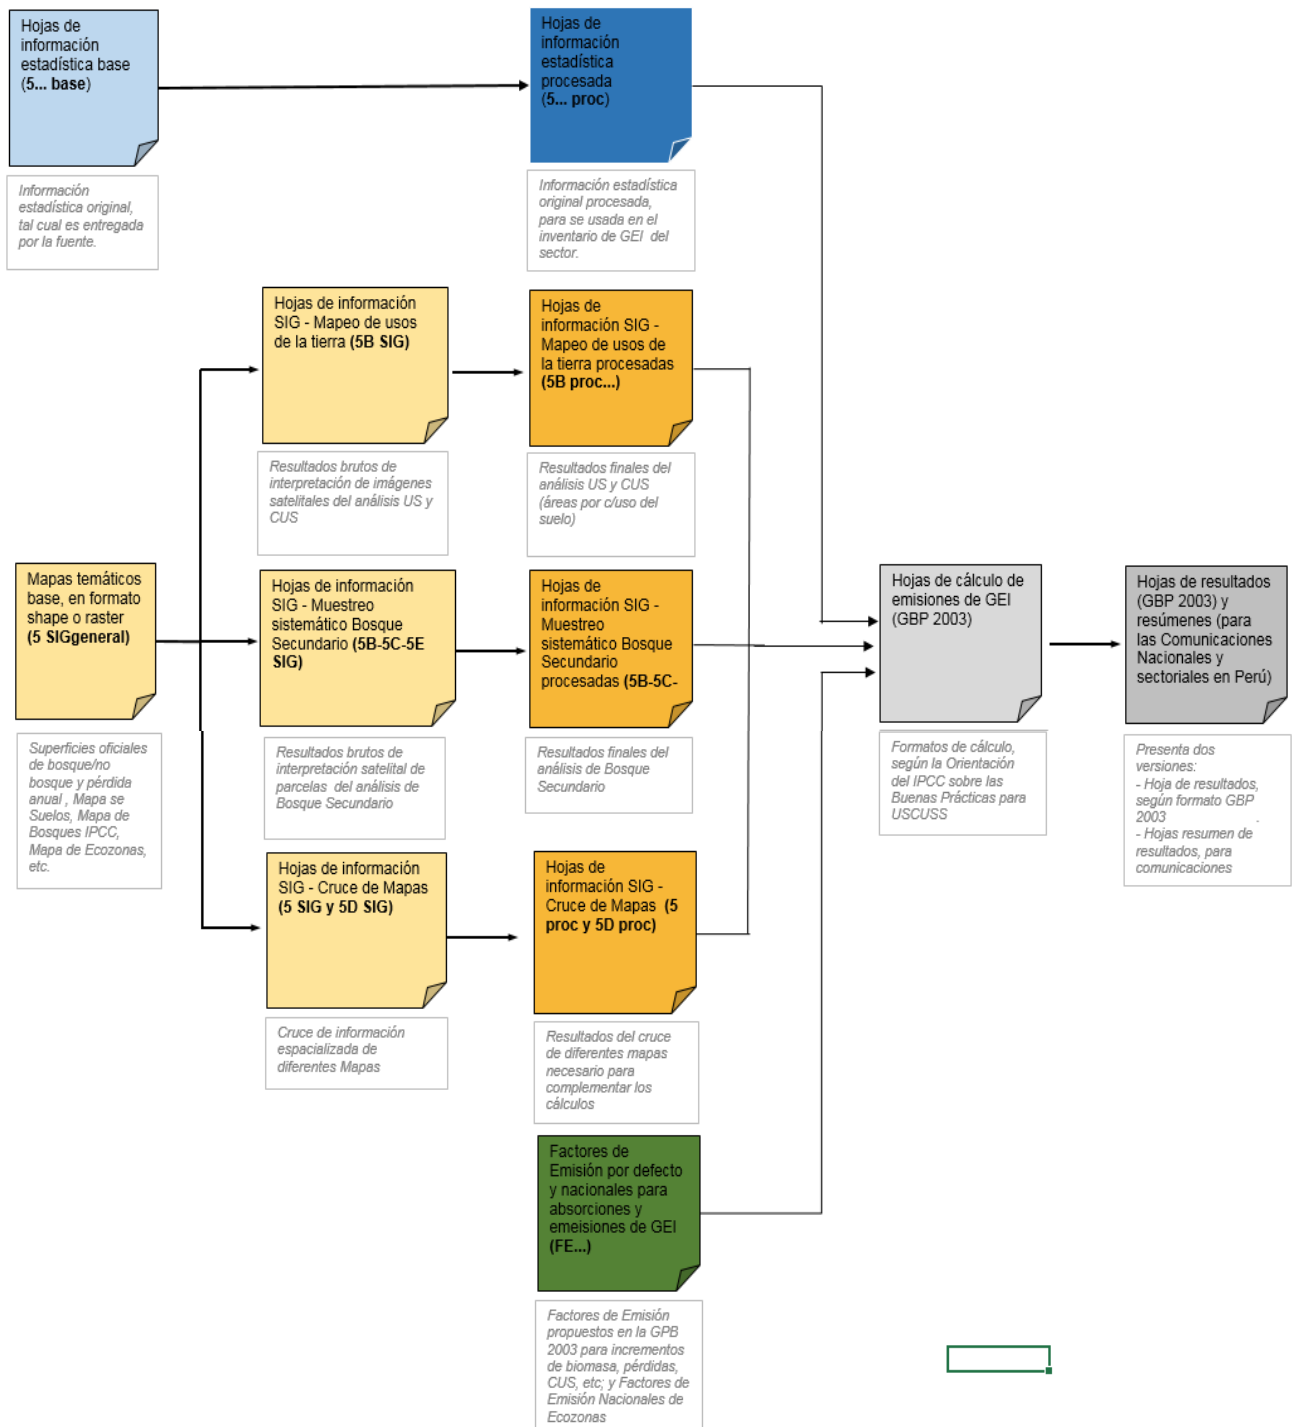 Hojas de
información
estadística base
(5... base)
Información
estadística original,
tal cual es entregada
por la fuente.
Hojas de
información
estadística
procesada
(5... proc)
Información estadística
original procesada,
para se usada en el
inventario de GEI del
sector.
Hojas de información
SIG - Mapeo de usos
de la tierra (5B SIG)
Resultados brutos de
interpretación de imágenes
satelitales del análisis US y
CUS
Hojas de
información SIG -
Mapeo de usos de
la tierra procesadas
(5B proc...)
Resultados finales del
análisis US y CUS
(áreas por c/uso del
suelo)
Mapas temáticos
base, en formato
shape o raster
(5 SIGgeneral)
Superficies oficiales
de bosque/no
bosque y pérdida
anual , Mapa se
Suelos, Mapa de
Bosques IPCC,
Mapa de Ecozonas,
etc.
Hojas de información
SIG - Muestreo
sistemático Bosque
Secundario (5B-5C-5E
SIG)
Resultados brutos de
interpretación satelital de
parcelas del análisis de
Bosque Secundario
Hojas de
información SIG -
Muestreo
sistemático Bosque
Secundario
procesadas (5B-5C-
Resultados finales del
análisis de Bosque
Secundario
Hojas de cálculo de
emisiones de GEI
(GBP 2003)
Formatos de cálculo,
según la Orientación
del IPCC sobre las
Buenas Prácticas para
USCUSS
Hojas de resultados
(GBP 2003) y
resúmenes (para
las Comunicaciones
Nacionales y
sectoriales en Perú)
Presenta dos
versiones:
- Hoja de resultados,
según formato GBP
2003 .
- Hojas resumen de
resultados, para
comunicaciones
Hojas de información
SIG - Cruce de Mapas
(5 SIG y 5D SIG)
Cruce de información
espacializada de
diferentes Mapas
Hojas de
información SIG -
Cruce de Mapas (5
proc y 5D proc)
Resultados del cruce
de diferentes mapas
necesario para
complementar los
cálculos
Factores de
Emisión por defecto
y nacionales para
absorciones y
emeisiones de GEI
(FE...)
Factores de Emisión
propuestos en la GPB
2003 para incrementos
de biomasa, pérdidas,
CUS, etc; y Factores de
Emisión Nacionales de
Ecozonas